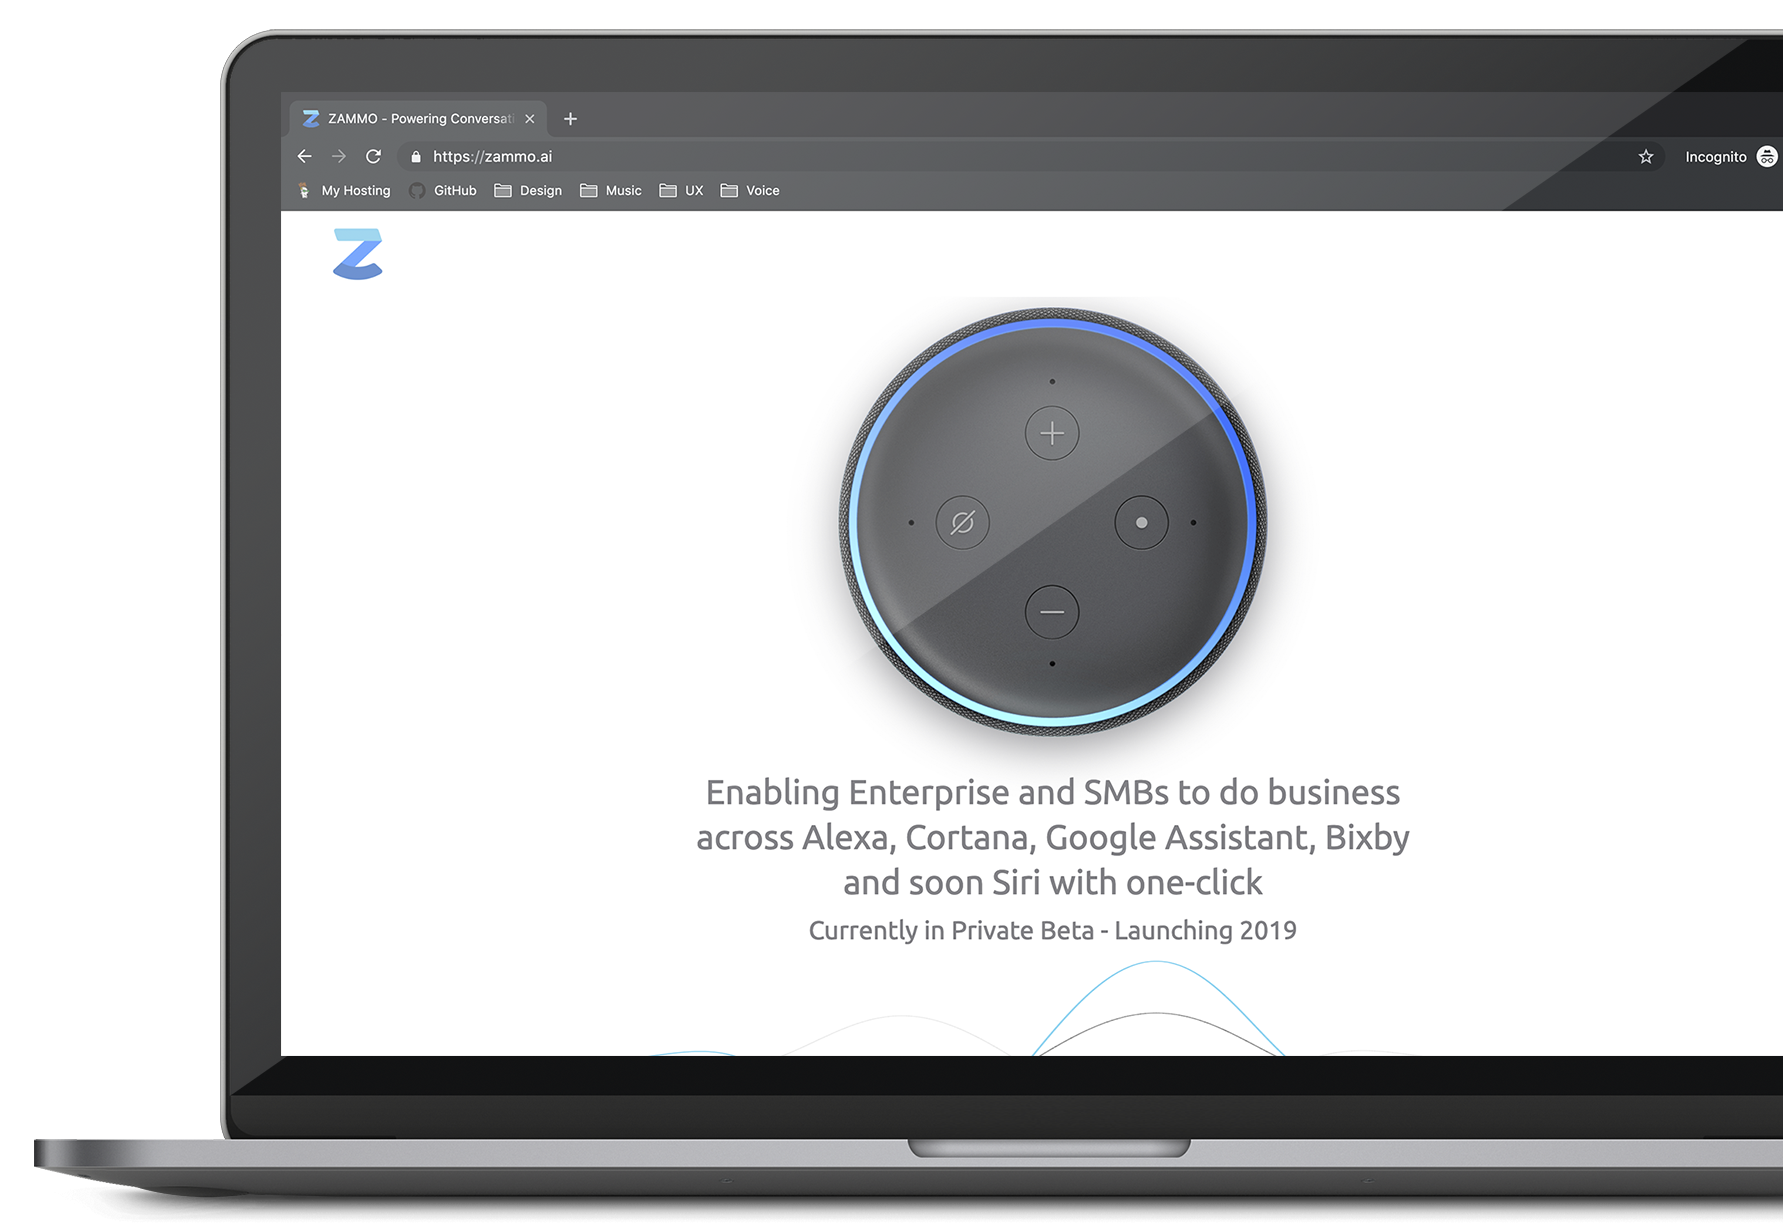 ZAMMO - Powering Conversati
https://zammo.ai
Incognito
My Hosting
GitHub
Design
Music
UX
Voice
Z
Enabling Enterprise and SMBs to do business
across Alexa, Cortana, Google Assistant, Bixby
and soon Siri with one-click
Currently in Private Beta - Launching 2019